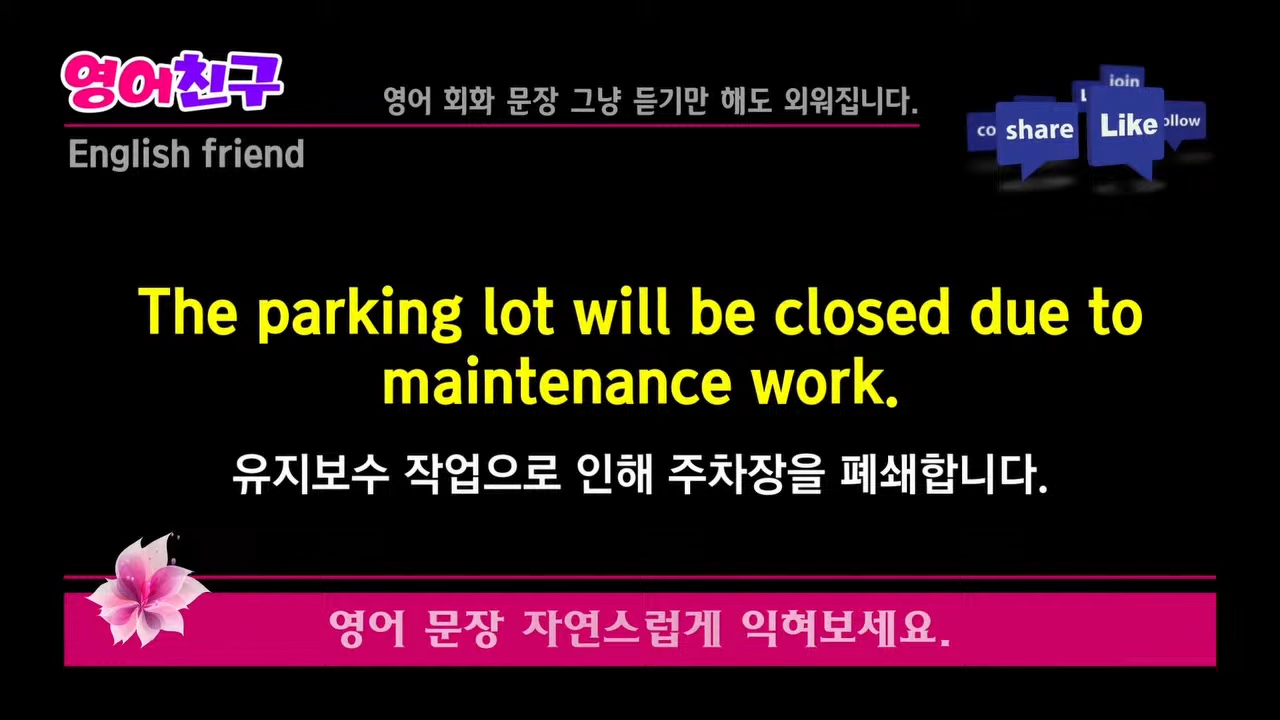 영어친구
영어 회화 문장 그냥 듣기만 해도 외워집니다.
English friend
join
share
Like
The parking lot will be closed due to
maintenance work.
유지보수 작업으로 인해 주차장을 폐쇄합니다.
영어 문장 자연스럽게 익혀보세요.